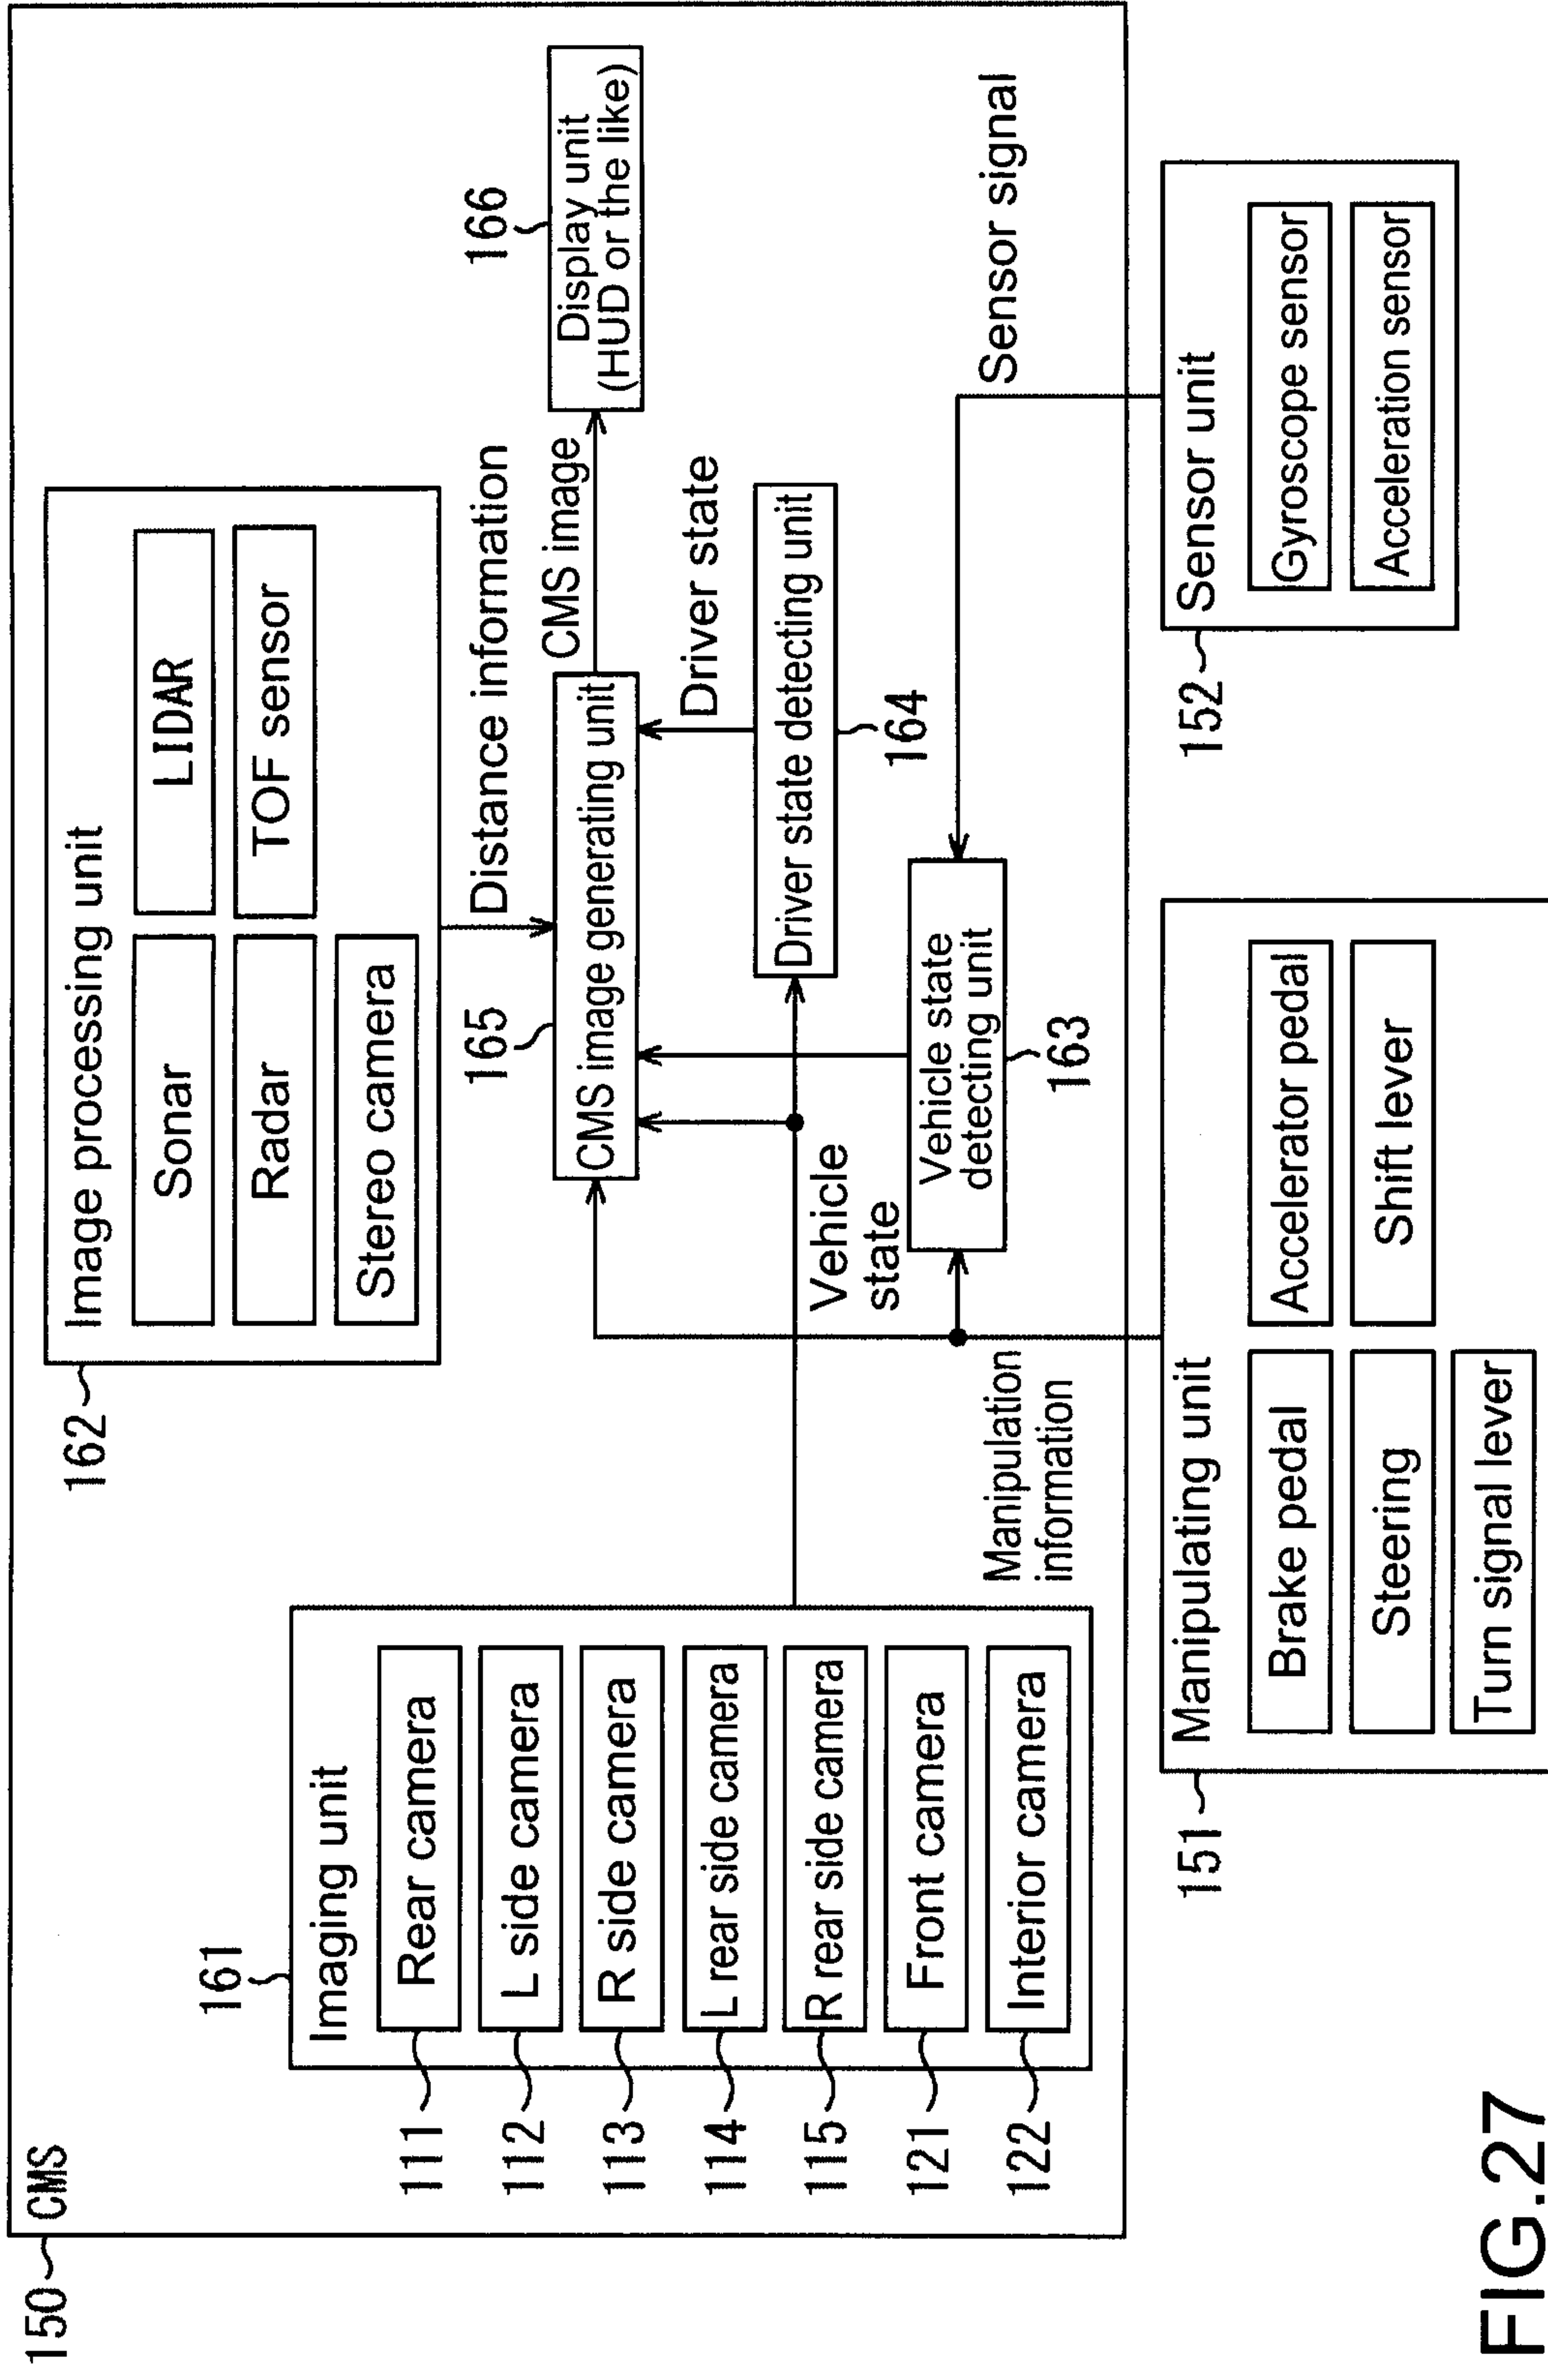 150
CMS
162
Image processing unit
Sonar
LIDAR
Radar
TOF sensor
Stereo camera
161
Imaging unit
111
Rear camera
112
L side camera
113
R side camera
114
L rear side camera
115
R rear side camera
121
Front camera
122
Interior camera
Distance information
165
CMS image generating unit
CMS image
166
Display unit
(HUD or the like)
Driver state
Driver state detecting unit
164
Vehicle
state
Vehicle state
detecting unit
163
Sensor signal
Manipulation
information
151
Manipulating unit
Brake pedal
Accelerator pedal
Steering
Shift lever
Turn signal lever
152
Sensor unit
Gyroscope sensor
Acceleration sensor
FIG.27